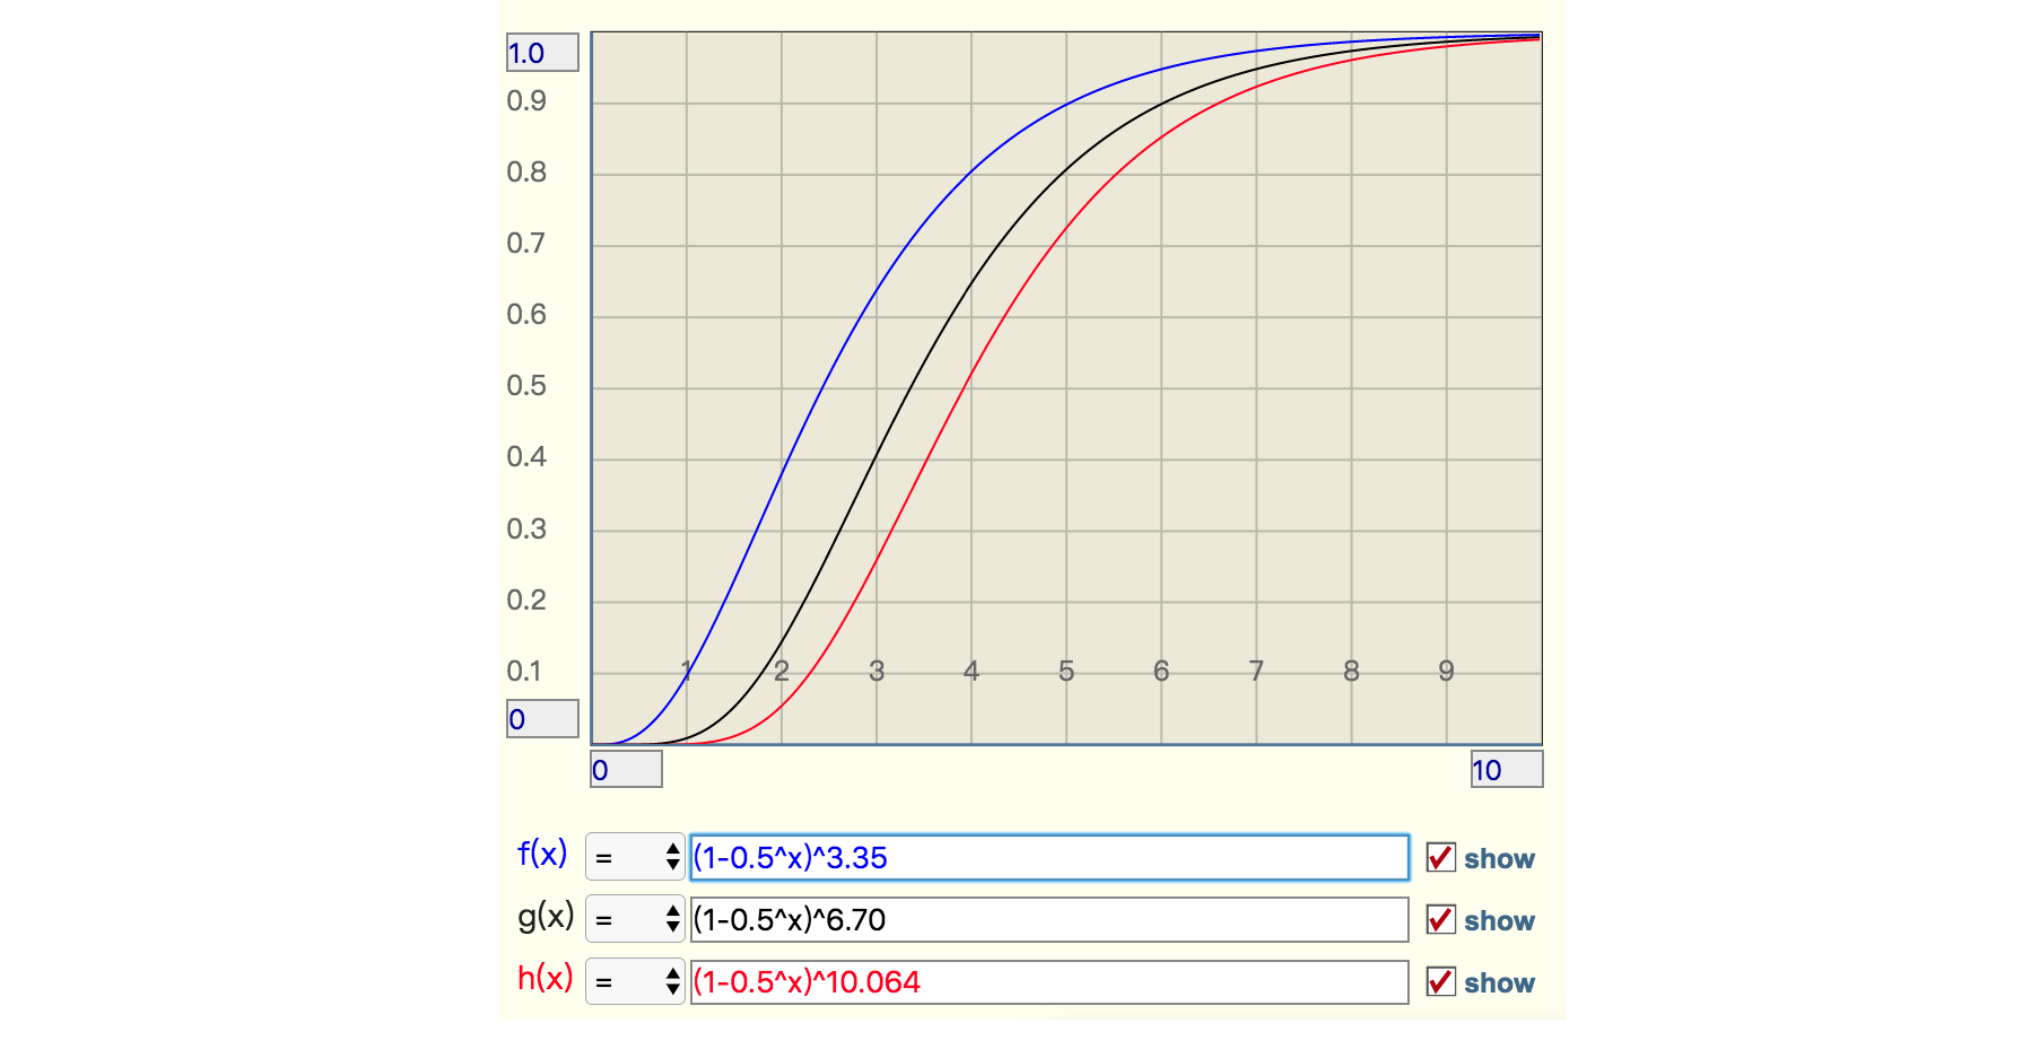 1.0
0.9
0.8
0.7
0.6
0.5
0.4
0.3
0.2
0.1 1 2 3 4 5 6 7 8 9
0
0 10
f(x) = (1-0.5^x)^3.35 show
g(x) = (1-0.5^x)^6.70 show
h(x) = (1-0.5^x)^10.064 show